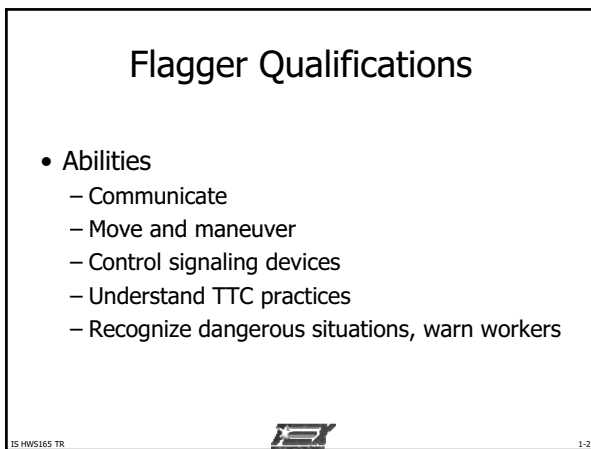 Flagger Qualifications
• Abilities
– Communicate
– Move and maneuver
– Control signaling devices
– Understand TTC practices
– Recognize dangerous situations, warn workers
IS HWS165 TR
1-2